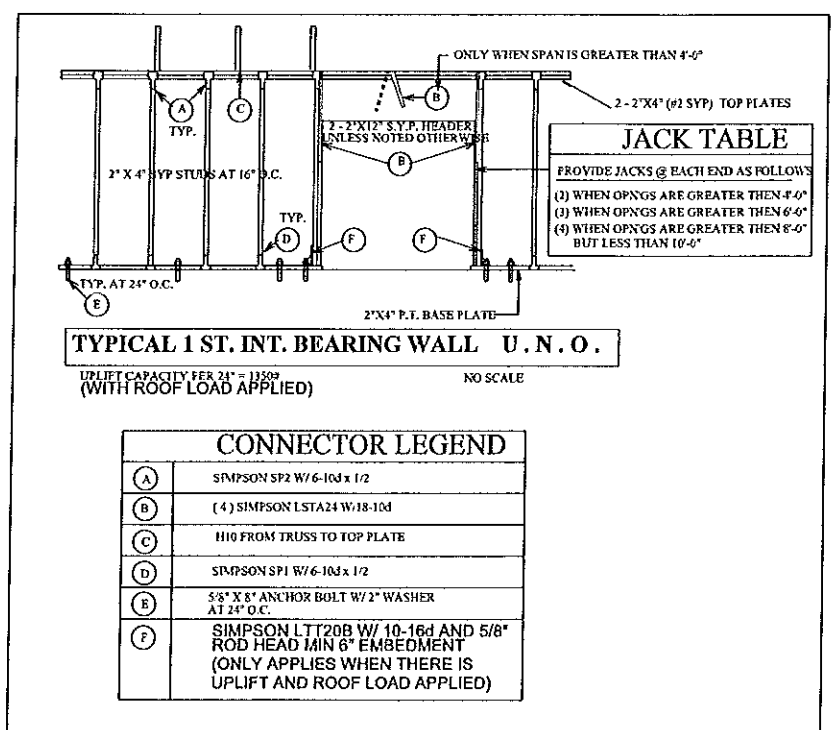 ONLY WHEN SPAN IS GREATER THAN 4'-0"
A
C
B
TYP.
2 - 2"X4" (#2 SYP) TOP PLATES
2 - 2"X12" S.Y.P. HEADER
UNLESS NOTED OTHERWISE
JACK TABLE
B
2" X 4" SYP STUDS AT 16" O.C.
PROVIDE JACKS @ EACH END AS FOLLOWS
(2) WHEN OPNGS ARE GREATER THEN 4'-0"
(3) WHEN OPNGS ARE GREATER THEN 6'-0"
(4) WHEN OPNGS ARE GREATER THEN 8'-0"
BUT LESS THAN 10'-0"
TYP.
D
F
F
TYP. AT 24" O.C.
E
2"X4" P.T. BASE PLATE
TYPICAL 1 ST. INT. BEARING WALL U.N.O.
UPLIFT CAPACITY PER 24" = 1350#
NO SCALE
(WITH ROOF LOAD APPLIED)
CONNECTOR LEGEND
A SIMPSON SP2 W/ 6-10d x 1/2
B ( 4 ) SIMPSON LSTA24 W/18-10d
C H10 FROM TRUSS TO TOP PLATE
D SIMPSON SP1 W/ 6-10d x 1/2
E 5/8" X 8" ANCHOR BOLT W/ 2" WASHER
AT 24" O.C.
F SIMPSON LTT20B W/ 10-16d AND 5/8"
ROD HEAD MIN 6" EMBEDMENT
(ONLY APPLIES WHEN THERE IS
UPLIFT AND ROOF LOAD APPLIED)